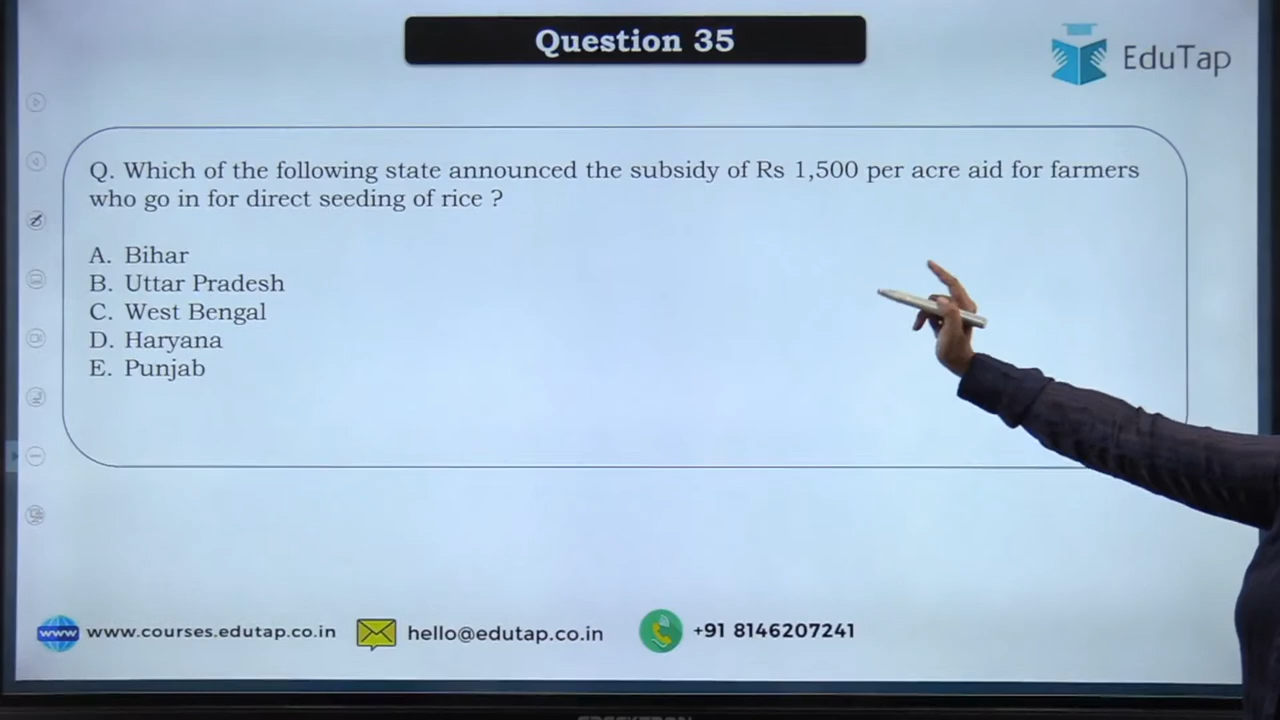 Question 35
EduTap
Q. Which of the following state announced the subsidy of Rs 1,500 per acre aid for farmers
who go in for direct seeding of rice ?
A. Bihar
B. Uttar Pradesh
C. West Bengal
D. Haryana
E. Punjab
www
www.courses.edutap.co.in
hello@edutap.co.in
+91 8146207241